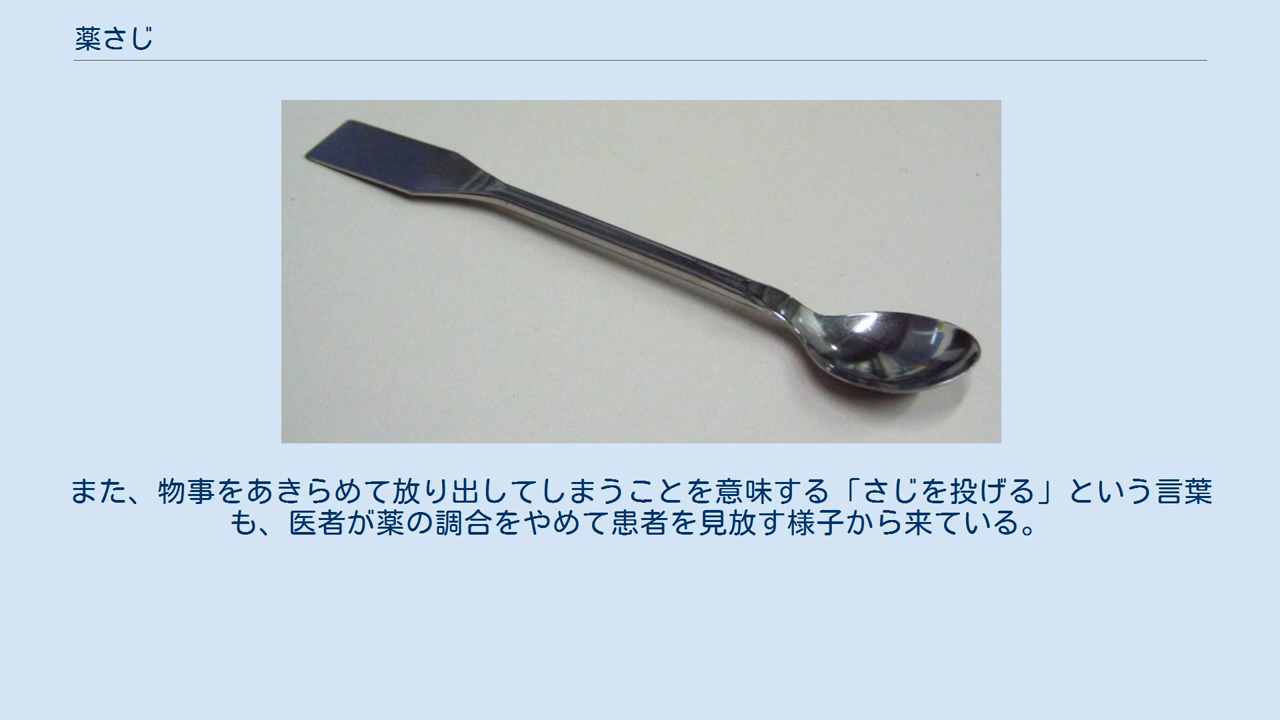 薬さじ
また、物事をあきらめて放り出してしまうことを意味する「さじを投げる」という言葉
も、医者が薬の調合をやめて患者を見放す様子から来ている。